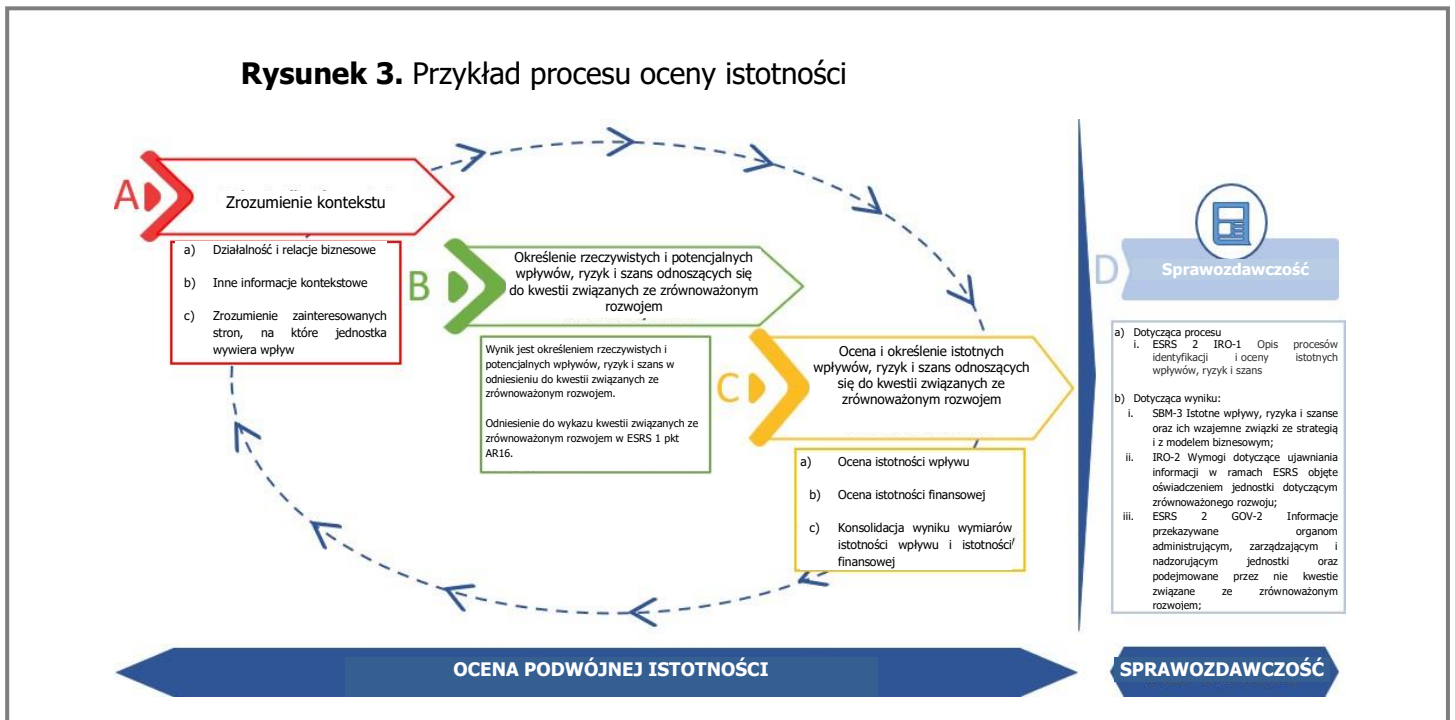 Rysunek 3. Przykład procesu oceny istotności
A
Zrozumienie kontekstu
a) Działalność i relacje biznesowe
b) Inne informacje kontekstowe
c) Zrozumienie zainteresowanych
stron, na które jednostka
wywiera wpływ
B
Określenie rzeczywistych i potencjalnych
wpływów, ryzyk i szans odnoszących się
do kwestii związanych ze zrównoważonym
rozwojem
Wynik jest określeniem rzeczywistych i
potencjalnych wpływów, ryzyk i szans w
odniesieniu do kwestii związanych ze
zrównoważonym rozwojem.
Odniesienie do wykazu kwestii związanych ze
zrównoważonym rozwojem w ESRS 1 pkt
AR16.
C
Ocena i określenie istotnych
wpływów, ryzyk i szans odnoszących
się do kwestii związanych ze
zrównoważonym rozwojem
a) Ocena istotności wpływu
b) Ocena istotności finansowej
c) Konsolidacja wyniku wymiarów
istotności wpływu i istotności
finansowej
D
Sprawozdawczość
a) Dotycząca procesu
i. ESRS 2 IRO-1 Opis procesów
identyfikacji i oceny istotnych
wpływów, ryzyk i szans
b) Dotycząca wyniku:
i. SBM-3 Istotne wpływy, ryzyka i szanse
oraz ich wzajemne związki ze strategią
i z modelem biznesowym;
ii. IRO-2 Wymogi dotyczące ujawniania
informacji w ramach ESRS objęte
oświadczeniem jednostki dotyczącym
zrównoważonego rozwoju;
iii. ESRS 2 GOV-2 Informacje
przekazywane organom
administrującym, zarządzającym i
nadzorującym jednostki oraz
podejmowane przez nie kwestie
związane ze zrównoważonym
rozwojem;
OCENA PODWÓJNEJ ISTOTNOŚCI
SPRAWOZDAWCZOŚĆ